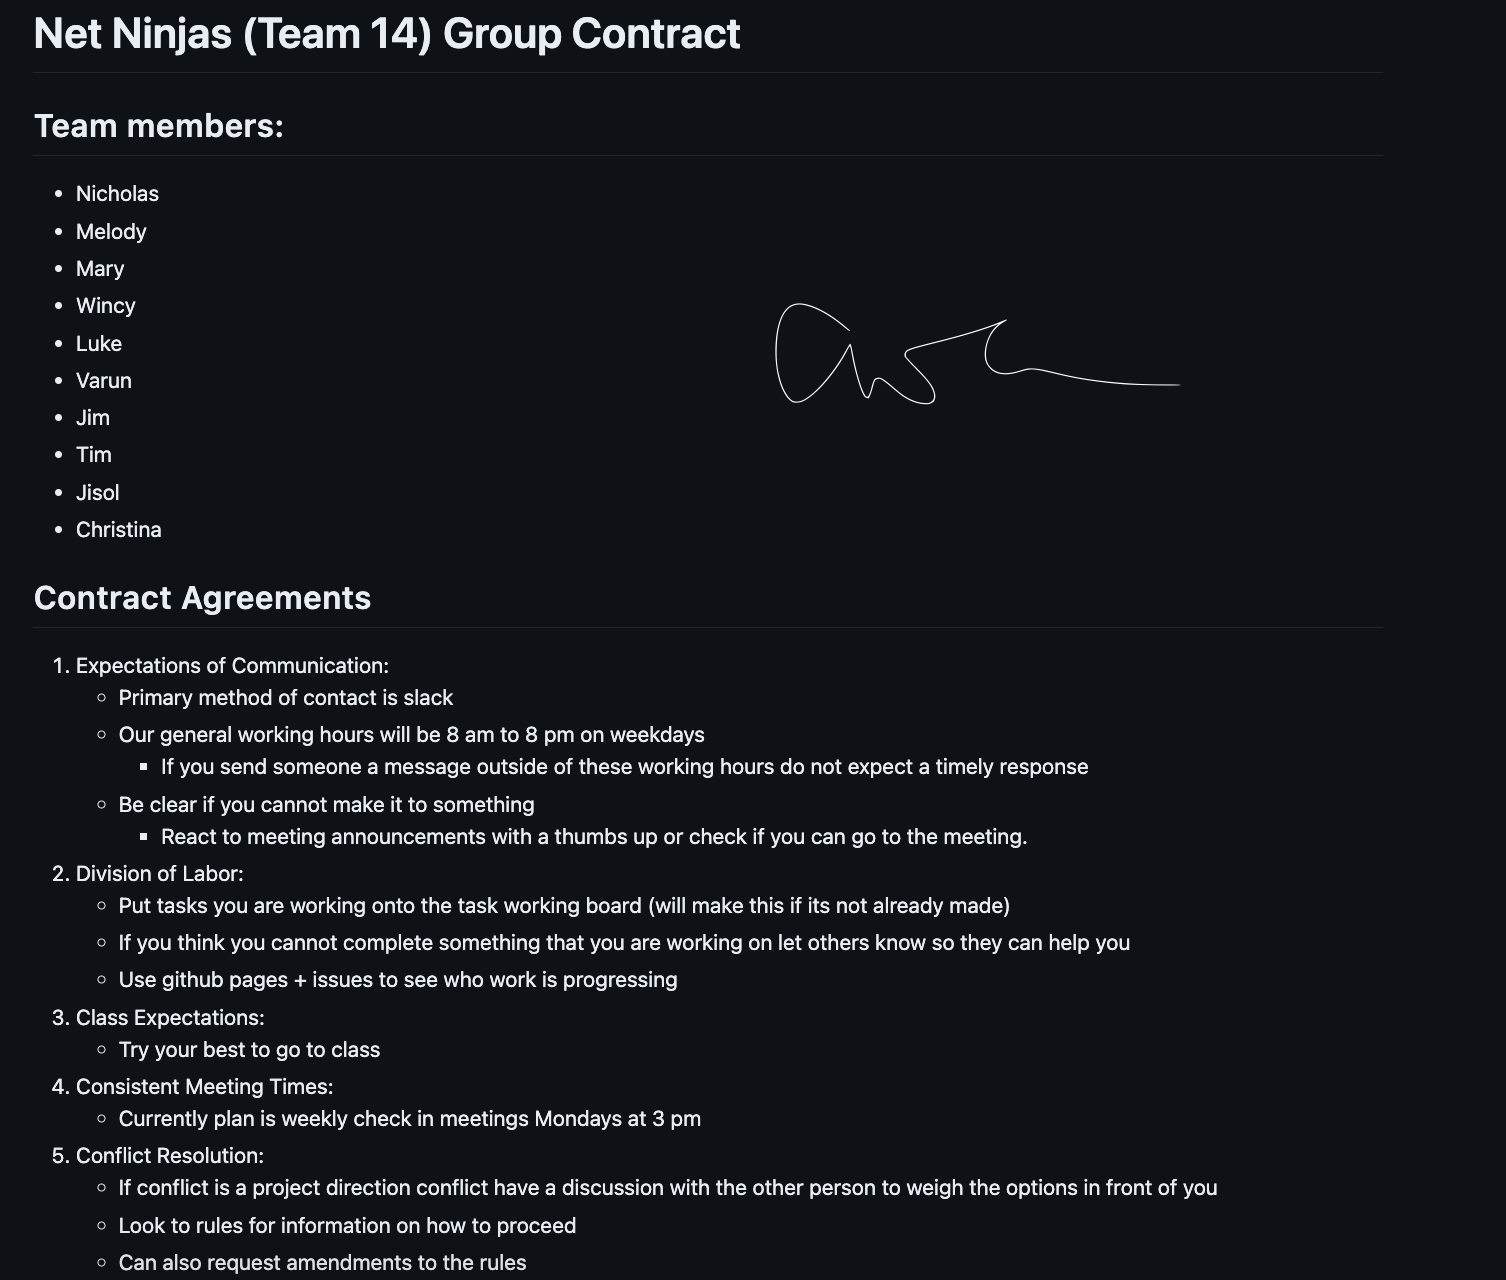 Net Ninjas (Team 14) Group Contract
Team members:
Nicholas
Melody
Mary
Wincy
Luke
Varun
Jim
Tim
Jisol
Christina
Contract Agreements
1. Expectations of Communication:
Primary method of contact is slack
Our general working hours will be 8 am to 8 pm on weekdays
If you send someone a message outside of these working hours do not expect a timely response
Be clear if you cannot make it to something
React to meeting announcements with a thumbs up or check if you can go to the meeting.
2. Division of Labor:
Put tasks you are working onto the task working board (will make this if its not already made)
If you think you cannot complete something that you are working on let others know so they can help you
Use github pages + issues to see who work is progressing
3. Class Expectations:
Try your best to go to class
4. Consistent Meeting Times:
Currently plan is weekly check in meetings Mondays at 3 pm
5. Conflict Resolution:
If conflict is a project direction conflict have a discussion with the other person to weigh the options in front of you
Look to rules for information on how to proceed
Can also request amendments to the rules